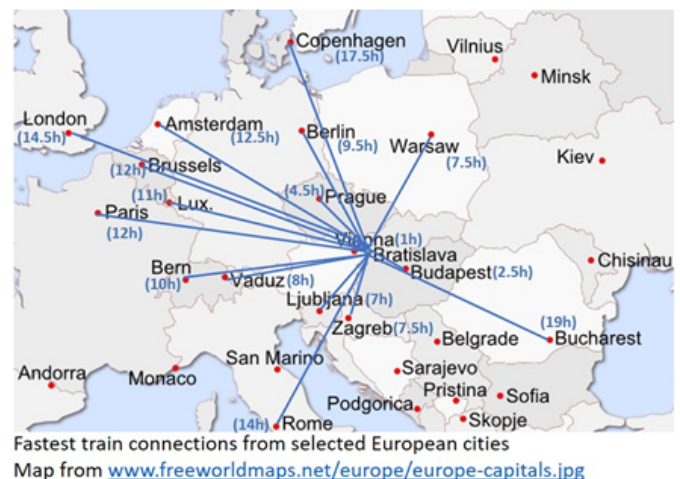 Copenhagen
(17.5h)
Vilnius
Minsk
London
(14.5h)
Amsterdam
(12.5h)
Berlin
(9.5h)
Warsaw
(7.5h)
Kiev
Brussels
(12h)
(11h)
Lux.
(4.5h)
Prague
Paris
(12h)
Vienna (1h)
Bratislava
Chisinau
Bern
(10h)
Vaduz (8h)
Budapest (2.5h)
Ljubljana (7h)
Zagreb (7.5h)
Belgrade
(19h)
Bucharest
San Marino
Andorra
Monaco
Sarajevo
Pristina
Sofia
Podgorica
Skopje
(14h) Rome
Fastest train connections from selected European cities
Map from www.freeworldmaps.net/europe/europe-capitals.jpg